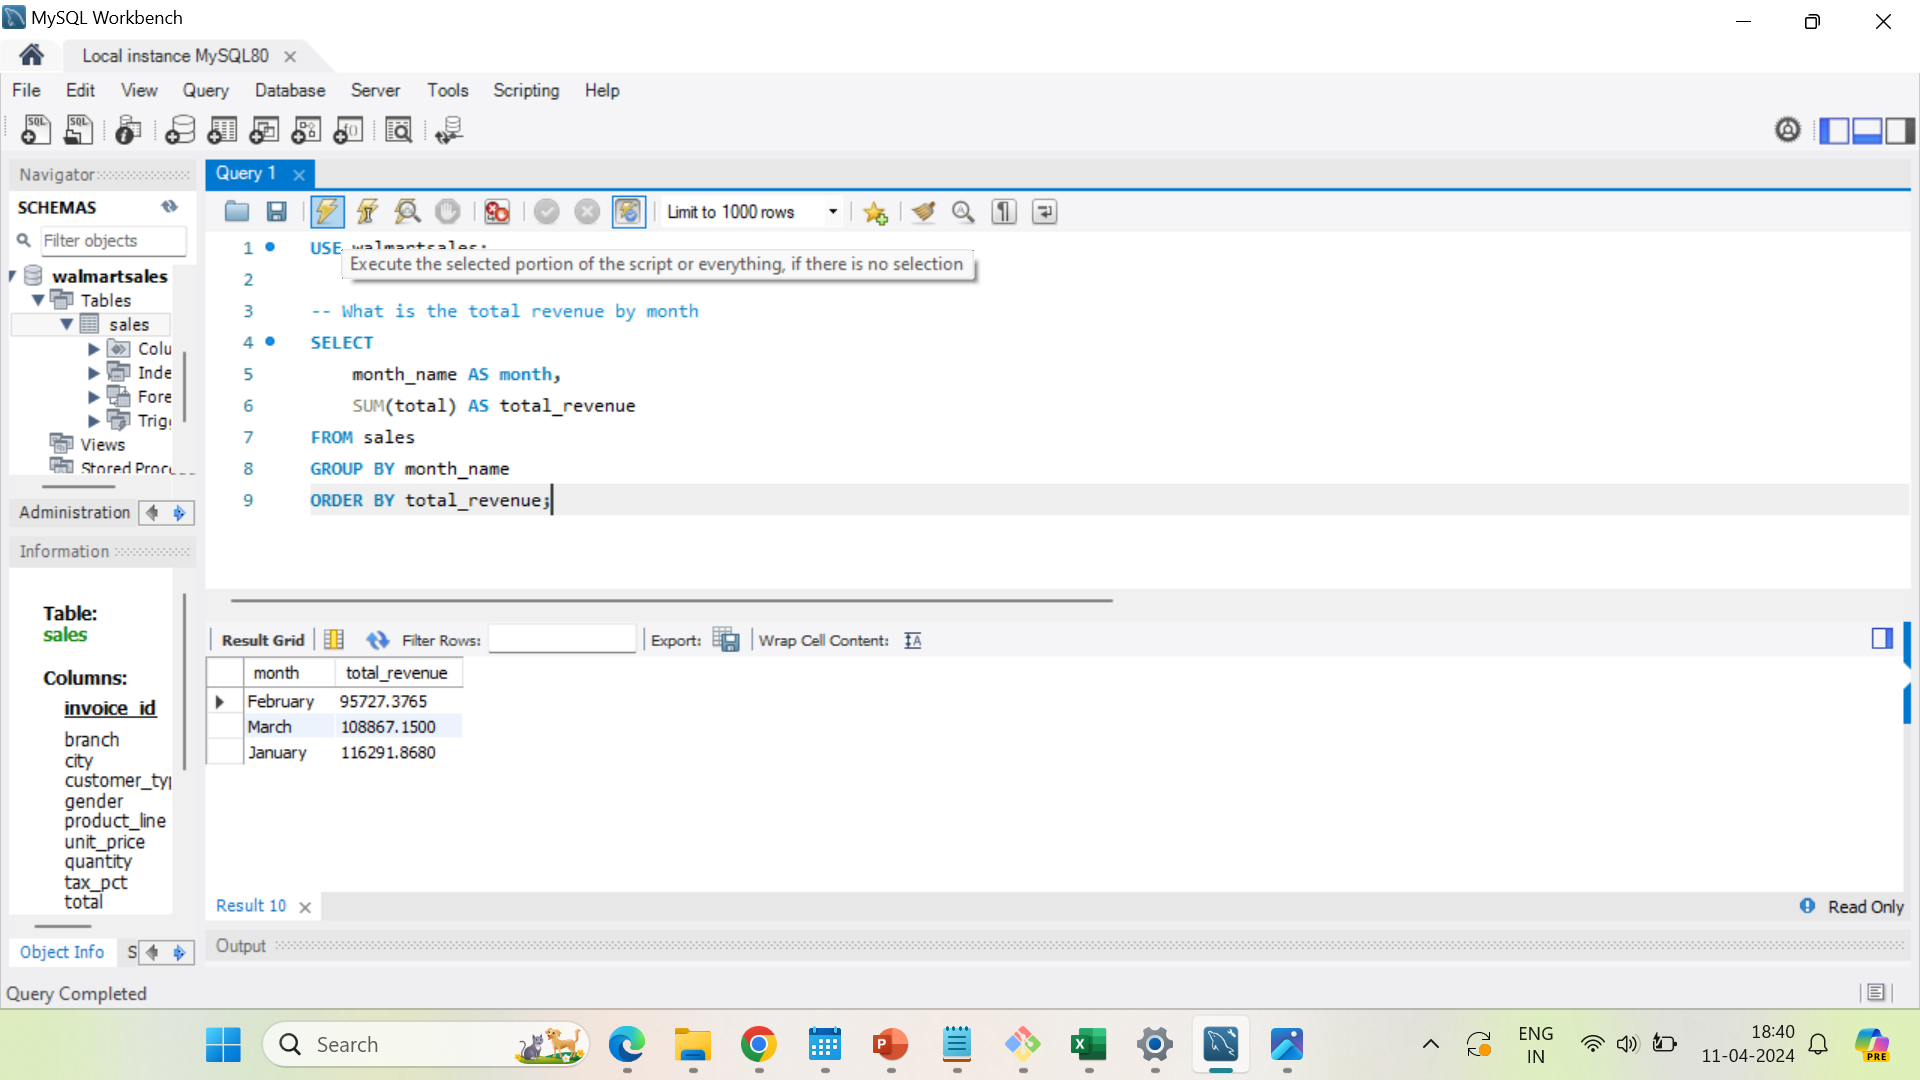 MySQL Workbench
Local instance MySQL80
File Edit View Query Database Server Tools Scripting Help
Navigator
SCHEMAS
Filter objects
walmartsales
Tables
sales
Colu
Inde
Fore
Trig
Views
Stored Proc
Administration
Information
Table:
sales
Columns:
invoice_id
branch
city
customer_typ
gender
product_line
unit_price
quantity
tax_pct
total
Object Info S
Query 1
Limit to 1000 rows
1 USE walmartsales;
Execute the selected portion of the script or everything, if there is no selection
2
3 -- What is the total revenue by month
4 SELECT
5 month_name AS month,
6 SUM(total) AS total_revenue
7 FROM sales
8 GROUP BY month_name
9 ORDER BY total_revenue;
Result Grid Filter Rows: Export: Wrap Cell Content:
month total_revenue
February 95727.3765
March 108867.1500
January 116291.8680
Result 10
Read Only
Output
Query Completed
Search
ENG
IN
18:40
11-04-2024
PRE